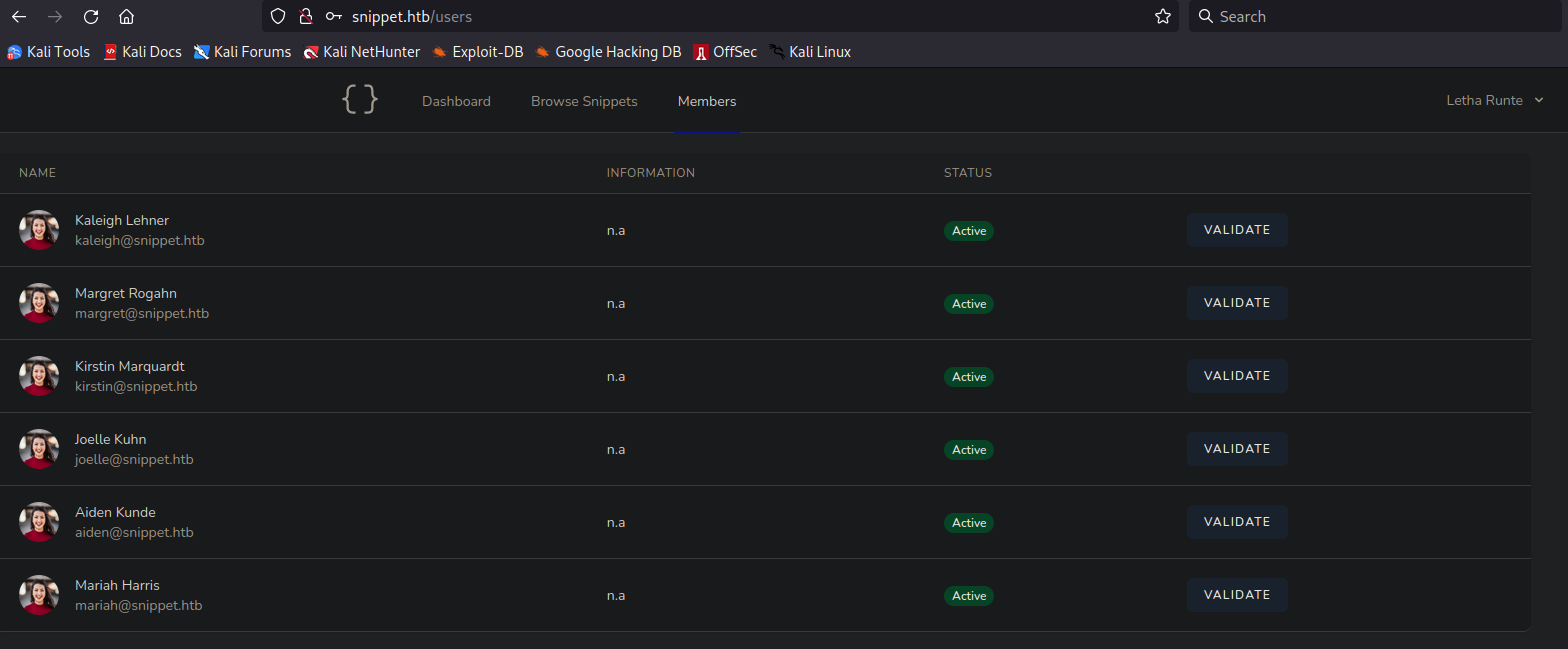 snippet.htb/users
Search
Kali Tools Kali Docs Kali Forums Kali NetHunter Exploit-DB Google Hacking DB OffSec Kali Linux
{ } Dashboard Browse Snippets Members Letha Runte
NAME INFORMATION STATUS
Kaleigh Lehner
kaleigh@snippet.htb
n.a Active VALIDATE
Margret Rogahn
margret@snippet.htb
n.a Active VALIDATE
Kirstin Marquardt
kirstin@snippet.htb
n.a Active VALIDATE
Joelle Kuhn
joelle@snippet.htb
n.a Active VALIDATE
Aiden Kunde
aiden@snippet.htb
n.a Active VALIDATE
Mariah Harris
mariah@snippet.htb
n.a Active VALIDATE